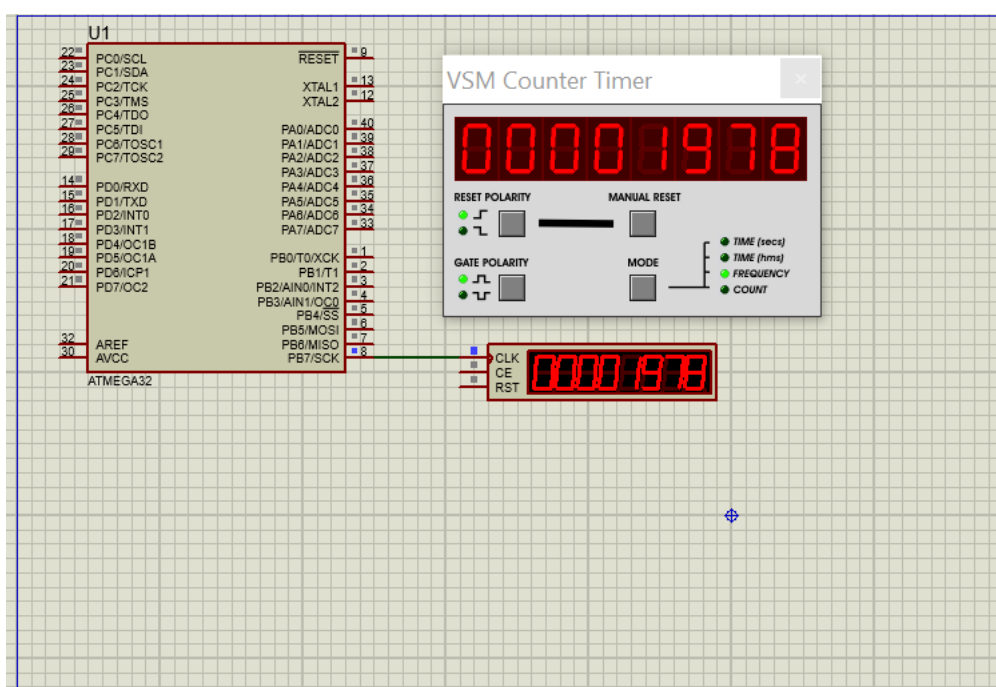 U1
22 PC0/SCL RESET 9
23 PC1/SDA
24 PC2/TCK XTAL1 13
25 PC3/TMS XTAL2 12
26 PC4/TDO
27 PC5/TDI PA0/ADC0 40
28 PC6/TOSC1 PA1/ADC1 39
29 PC7/TOSC2 PA2/ADC2 38
PA3/ADC3 37
14 PD0/RXD PA4/ADC4 36
15 PD1/TXD PA5/ADC5 35
16 PD2/INT0 PA6/ADC6 34
17 PD3/INT1 PA7/ADC7 33
18 PD4/OC1B
19 PD5/OC1A PB0/T0/XCK 1
20 PD6/ICP1 PB1/T1 2
21 PD7/OC2 PB2/AIN0/INT2 3
PB3/AIN1/OC0 4
PB4/SS 5
PB5/MOSI 6
32 AREF PB6/MISO 7
30 AVCC PB7/SCK 8
ATMEGA32
VSM Counter Timer
×
00001978
RESET POLARITY MANUAL RESET
GATE POLARITY MODE
TIME (secs)
TIME (hms)
FREQUENCY
COUNT
CLK
CE
RST
00001978